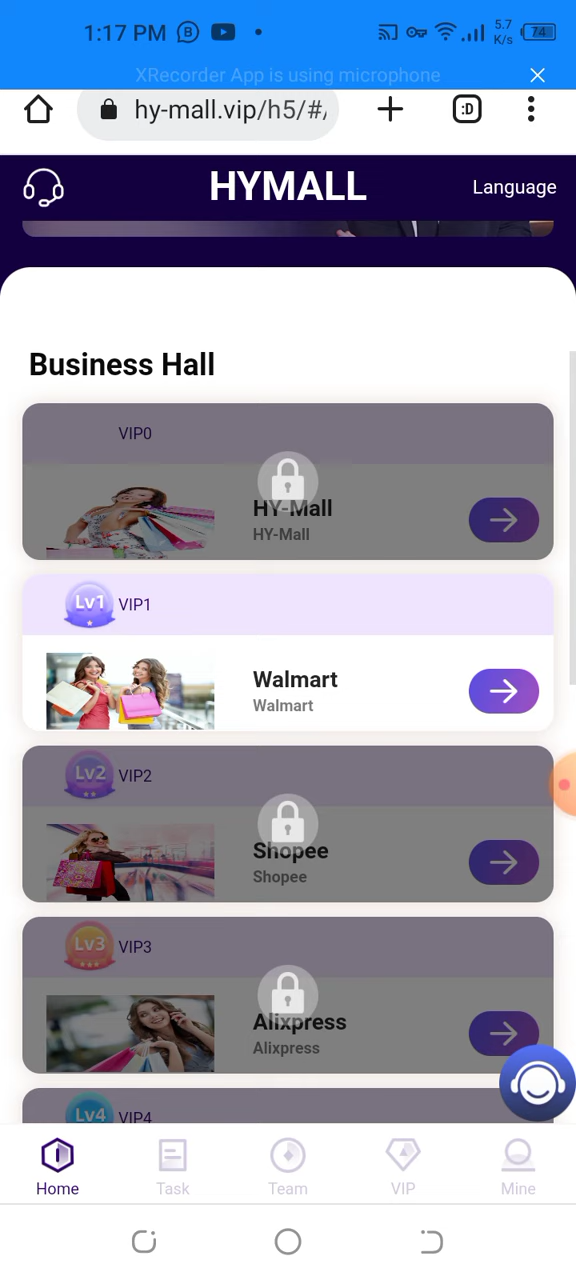 1:17 PM
5.7 K/s
74
XRecorder App is using microphone
hy-mall.vip/h5/#/
:D
HYMALL
Language
Business Hall
VIP0
HY-Mall
HY-Mall
Lv1 VIP1
Walmart
Walmart
Lv2 VIP2
Shopee
Shopee
Lv3 VIP3
Alixpress
Alixpress
Lv4 VIP4
Home Task Team VIP Mine